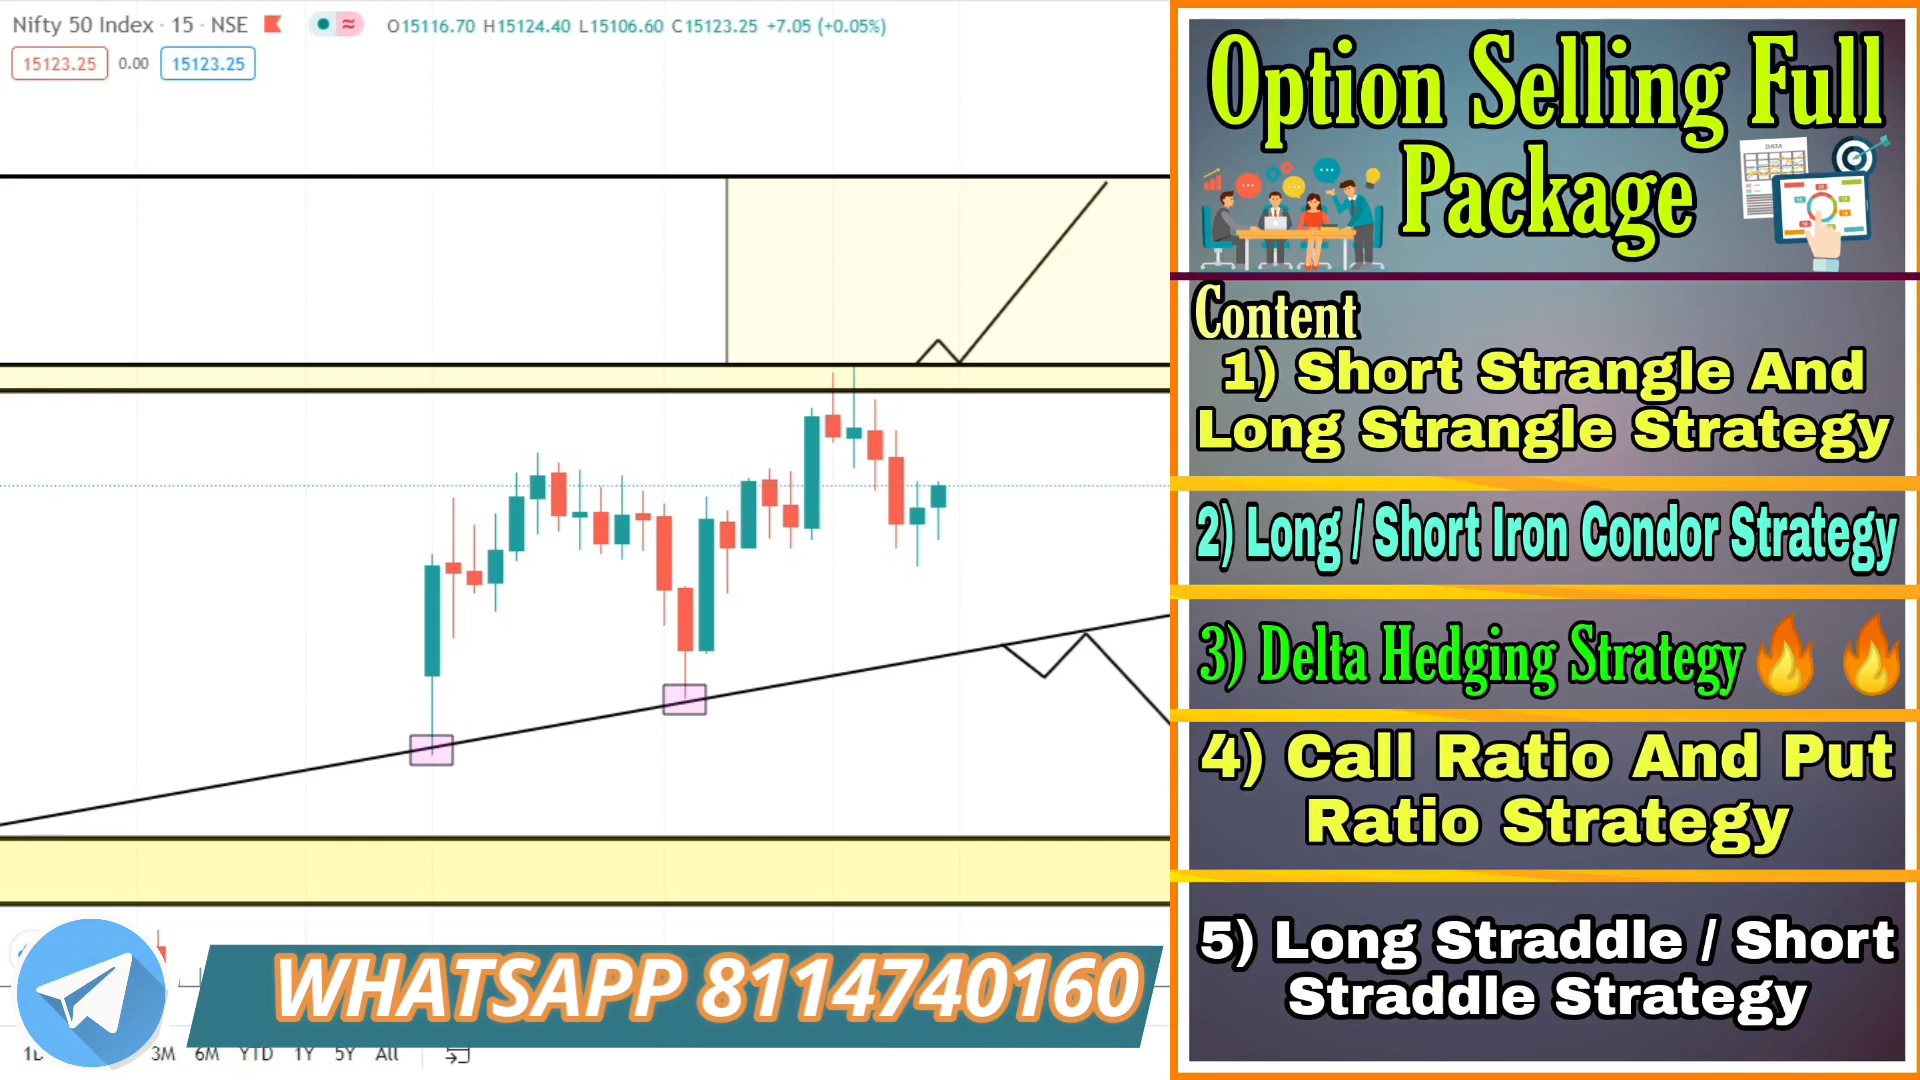 Nifty 50 Index · 15 · NSE
O15116.70 H15124.40 L15106.60 C15123.25 +7.05 (+0.05%)
15123.25 0.00 15123.25
Option Selling Full
Package
DATA
Content
1) Short Strangle And
Long Strangle Strategy
2) Long / Short Iron Condor Strategy
3) Delta Hedging Strategy
4) Call Ratio And Put
Ratio Strategy
5) Long Straddle / Short
Straddle Strategy
WHATSAPP 8114740160
3M 6M YTD 1Y 5Y All